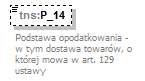 tns:P_14
Podstawa opodatkowania -
w tym dostawa towarów, o
której mowa w art. 129
ustawy